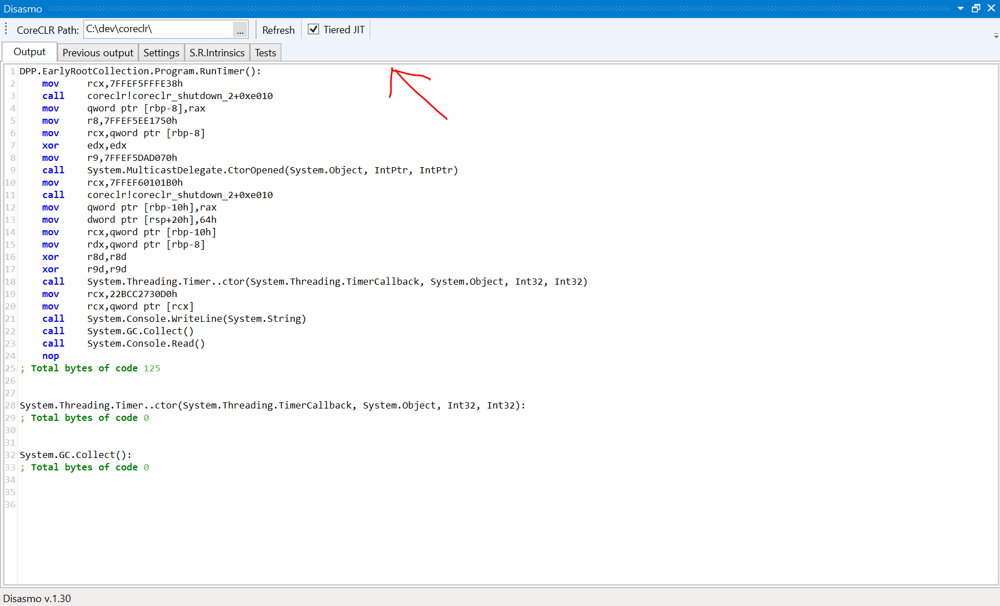 Disasmo
CoreCLR Path: C:\dev\coreclr\ ... Refresh Tiered JIT
Output Previous output Settings S.R.Intrinsics Tests
1 DPP.EarlyRootCollection.Program.RunTimer():
2 mov rcx,7FFEF5FFFE38h
3 call coreclr!coreclr_shutdown_2+0xe010
4 mov qword ptr [rbp-8],rax
5 mov r8,7FFEF5EE1750h
6 mov rcx,qword ptr [rbp-8]
7 xor edx,edx
8 mov r9,7FFEF5DAD070h
9 call System.MulticastDelegate.CtorOpened(System.Object, IntPtr, IntPtr)
10 mov rcx,7FFEF60101B0h
11 call coreclr!coreclr_shutdown_2+0xe010
12 mov qword ptr [rbp-10h],rax
13 mov dword ptr [rsp+20h],64h
14 mov rcx,qword ptr [rbp-10h]
15 mov rdx,qword ptr [rbp-8]
16 xor r8d,r8d
17 xor r9d,r9d
18 call System.Threading.Timer..ctor(System.Threading.TimerCallback, System.Object, Int32, Int32)
19 mov rcx,22BCC2730D0h
20 mov rcx,qword ptr [rcx]
21 call System.Console.WriteLine(System.String)
22 call System.GC.Collect()
23 call System.Console.Read()
24 nop
25 ; Total bytes of code 125
26
27
28 System.Threading.Timer..ctor(System.Threading.TimerCallback, System.Object, Int32, Int32):
29 ; Total bytes of code 0
30
31
32 System.GC.Collect():
33 ; Total bytes of code 0
34
35
36
Disasmo v.1.30